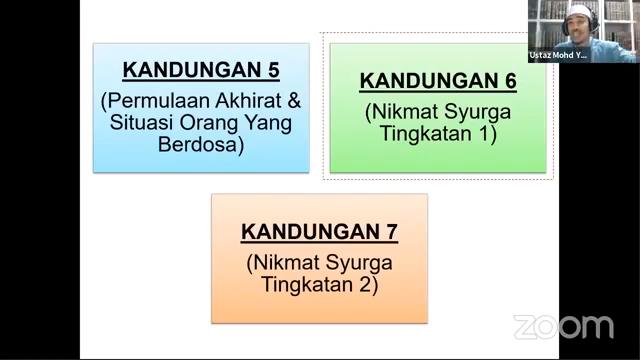 KANDUNGAN 5
(Permulaan Akhirat &
Situasi Orang Yang
Berdosa)
KANDUNGAN 6
(Nikmat Syurga
Tingkatan 1)
KANDUNGAN 7
(Nikmat Syurga
Tingkatan 2)
Ustaz Mohd Y...
zoom